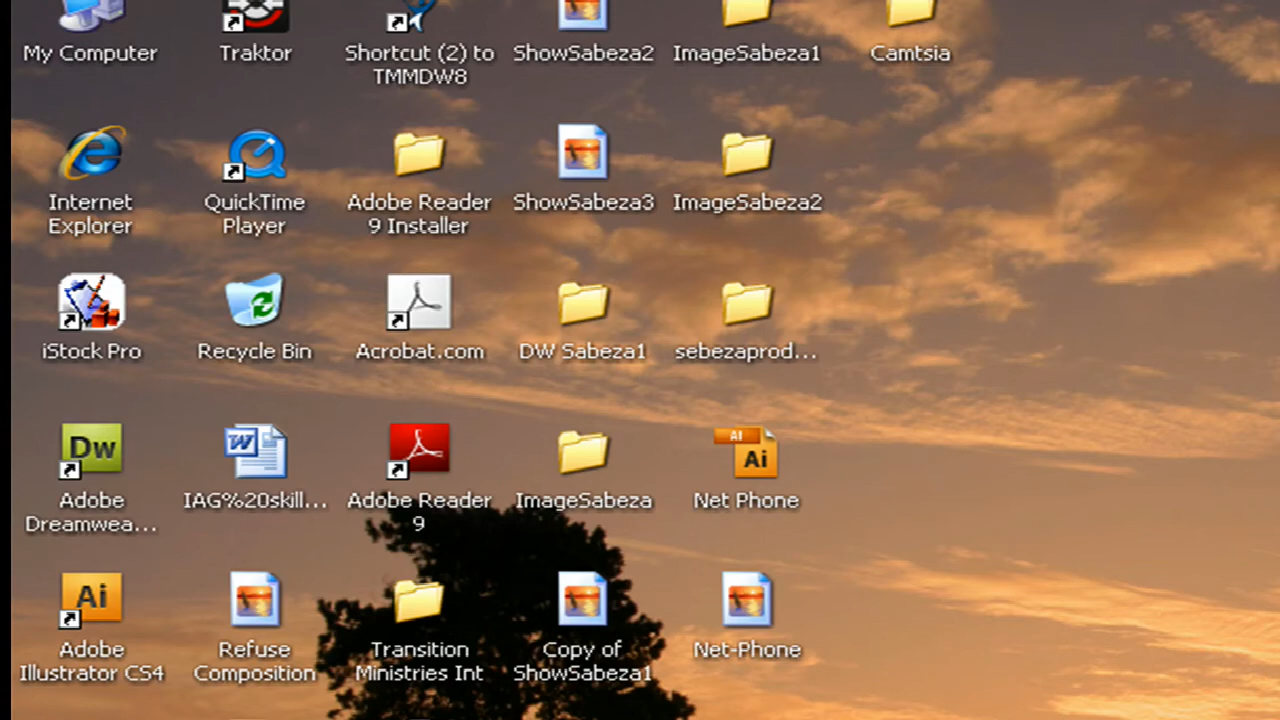 My Computer
Traktor
Shortcut (2) to
TMMDW8
ShowSabeza2
ImageSabeza1
Camtsia
Internet
Explorer
QuickTime
Player
Adobe Reader
9 Installer
ShowSabeza3
ImageSabeza2
iStock Pro
Recycle Bin
Acrobat.com
DW Sabeza1
sebezaprod...
Dw
Adobe
Dreamwea...
W
IAG%20skill...
Adobe Reader
9
ImageSabeza
Ai
Ai
Net Phone
Ai
Adobe
Illustrator CS4
Refuse
Composition
Transition
Ministries Int
Copy of
ShowSabeza1
Net-Phone